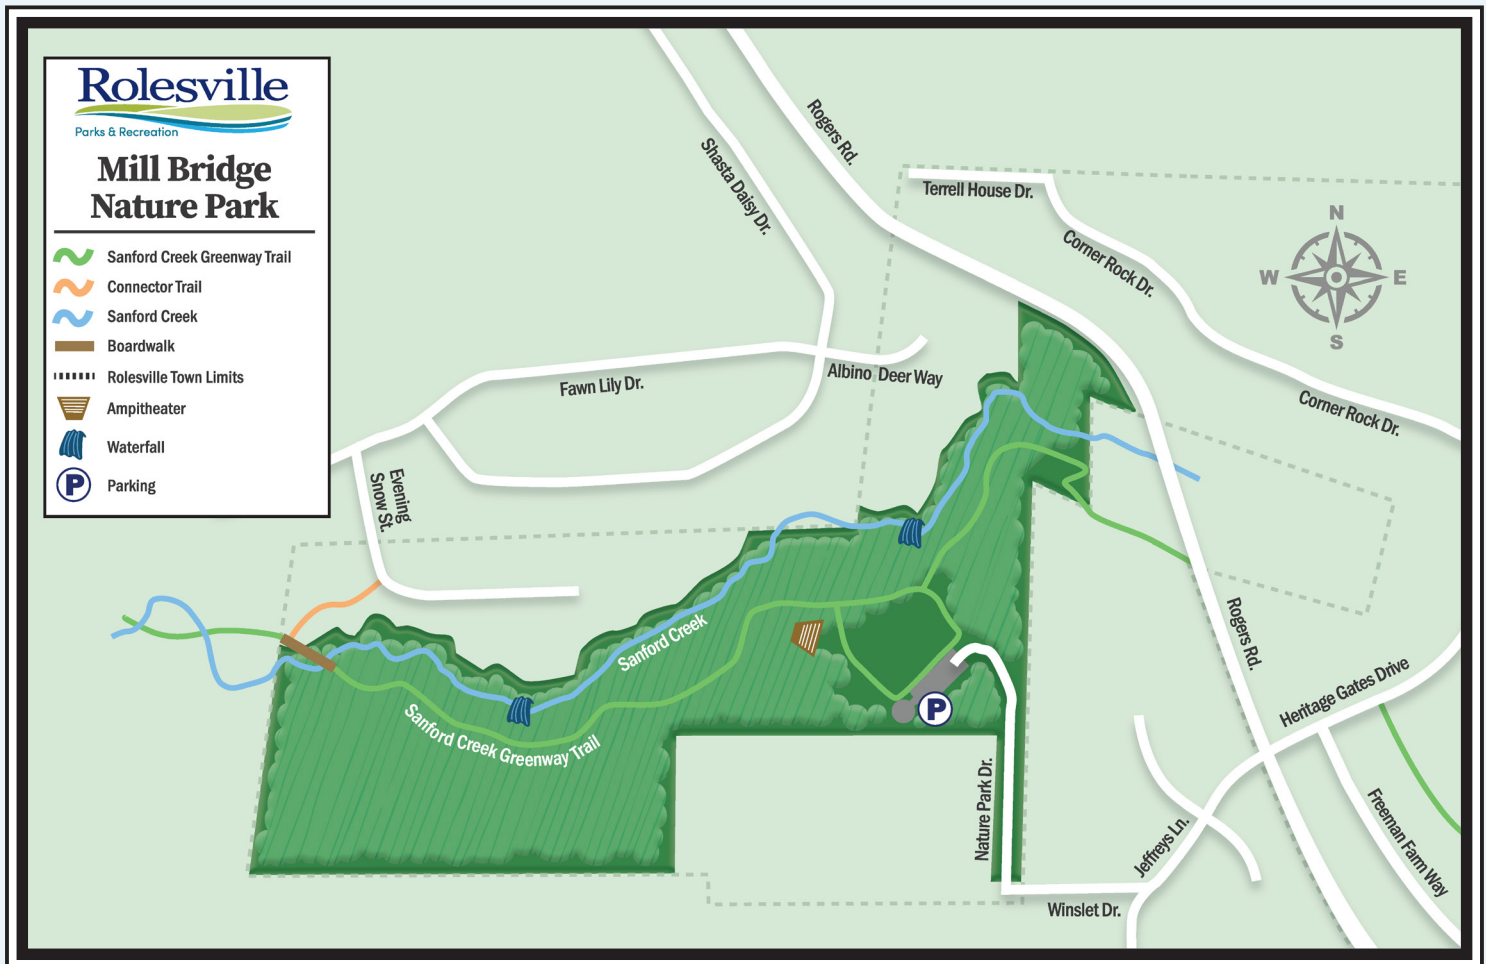 Rolesville
Parks & Recreation
Mill Bridge
Nature Park
Sanford Creek Greenway Trail
Connector Trail
Sanford Creek
Boardwalk
Rolesville Town Limits
Ampitheater
Waterfall
P
Parking
Rogers Rd.
Shasta Daisy Dr.
Terrell House Dr.
Corner Rock Dr.
N
W
E
S
Fawn Lily Dr.
Albino Deer Way
Corner Rock Dr.
Evening
Snow St.
Sanford Creek
Rogers Rd.
Sanford Creek Greenway Trail
P
Heritage Gates Drive
Nature Park Dr.
Jeffreys Ln.
Freeman Farm Way
Winslet Dr.